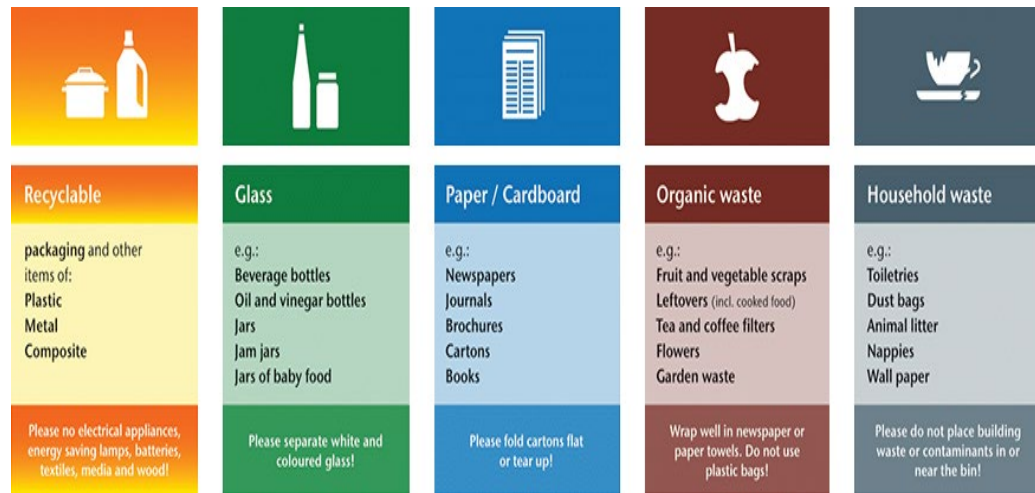 Recyclable
packaging and other
items of:
Plastic
Metal
Composite
Please no electrical appliances,
energy saving lamps, batteries,
textiles, media and wood!
Glass
e.g.:
Beverage bottles
Oil and vinegar bottles
Jars
Jam jars
Jars of baby food
Please separate white and
coloured glass!
Paper / Cardboard
e.g.:
Newspapers
Journals
Brochures
Cartons
Books
Please fold cartons flat
or tear up!
Organic waste
e.g.:
Fruit and vegetable scraps
Leftovers (incl. cooked food)
Tea and coffee filters
Flowers
Garden waste
Wrap well in newspaper or
paper towels. Do not use
plastic bags!
Household waste
e.g.:
Toiletries
Dust bags
Animal litter
Nappies
Wall paper
Please do not place building
waste or contaminants in or
near the bin!